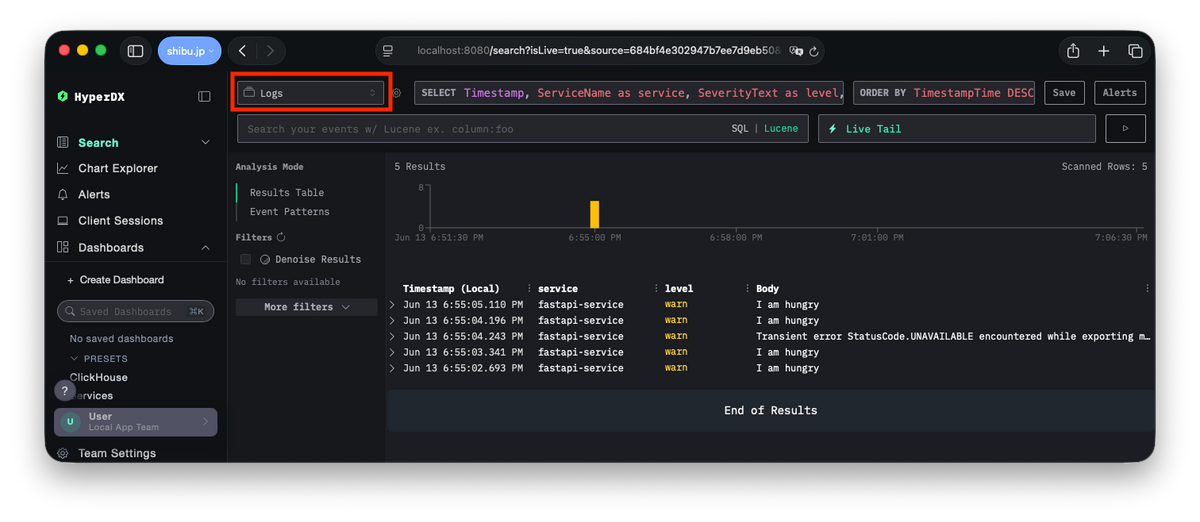 shibu.jp
localhost:8080/search?isLive=true&source=684bf4e302947b7ee7d9eb508
HyperDX
Logs
SELECT Timestamp, ServiceName as service, SeverityText as level,
ORDER BY TimestampTime DESC
Save
Alerts
Search your events w/ Lucene ex. column:foo
SQL | Lucene
Live Tail
Search
Chart Explorer
Alerts
Client Sessions
Dashboards
+ Create Dashboard
Saved Dashboards ⌘K
No saved dashboards
PRESETS
ClickHouse
?
ervices
U
User
Local App Team
Team Settings
Analysis Mode
Results Table
Event Patterns
Filters
Denoise Results
No filters available
More filters
5 Results
Scanned Rows: 5
8
0
Jun 13 6:51:30 PM
6:55:00 PM
6:58:00 PM
7:01:00 PM
7:06:30 PM
Timestamp (Local) service level Body
Jun 13 6:55:05.110 PM fastapi-service warn I am hungry
Jun 13 6:55:04.196 PM fastapi-service warn I am hungry
Jun 13 6:55:04.243 PM fastapi-service warn Transient error StatusCode.UNAVAILABLE encountered while exporting m…
Jun 13 6:55:03.341 PM fastapi-service warn I am hungry
Jun 13 6:55:02.693 PM fastapi-service warn I am hungry
End of Results